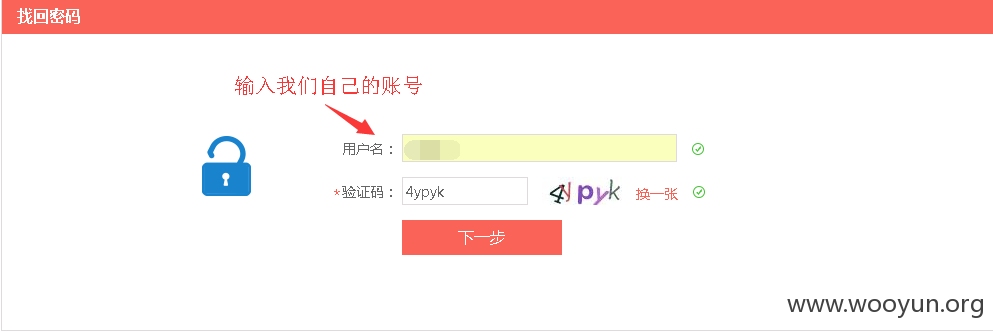 找回密码
输入我们自己的账号
用户名：
*验证码： 4ypyk 4ypyk 换一张
下一步
www.wooyun.org